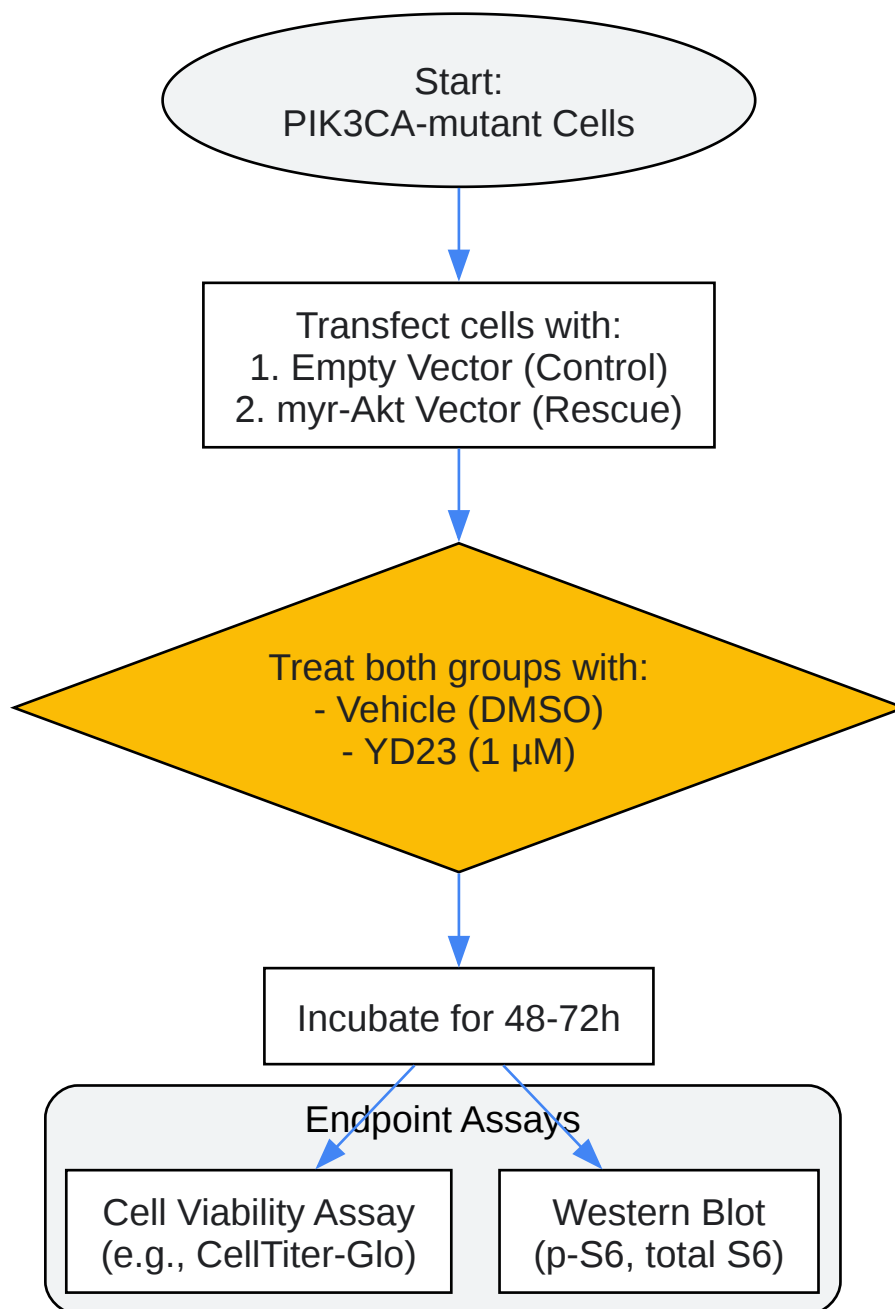 Start:
PIK3CA-mutant Cells
Transfect cells with:
1. Empty Vector (Control)
2. myr-Akt Vector (Rescue)
Treat both groups with:
- Vehicle (DMSO)
- YD23 (1 µM)
Incubate for 48-72h
Endpoint Assays
Cell Viability Assay
(e.g., CellTiter-Glo)
Western Blot
(p-S6, total S6)